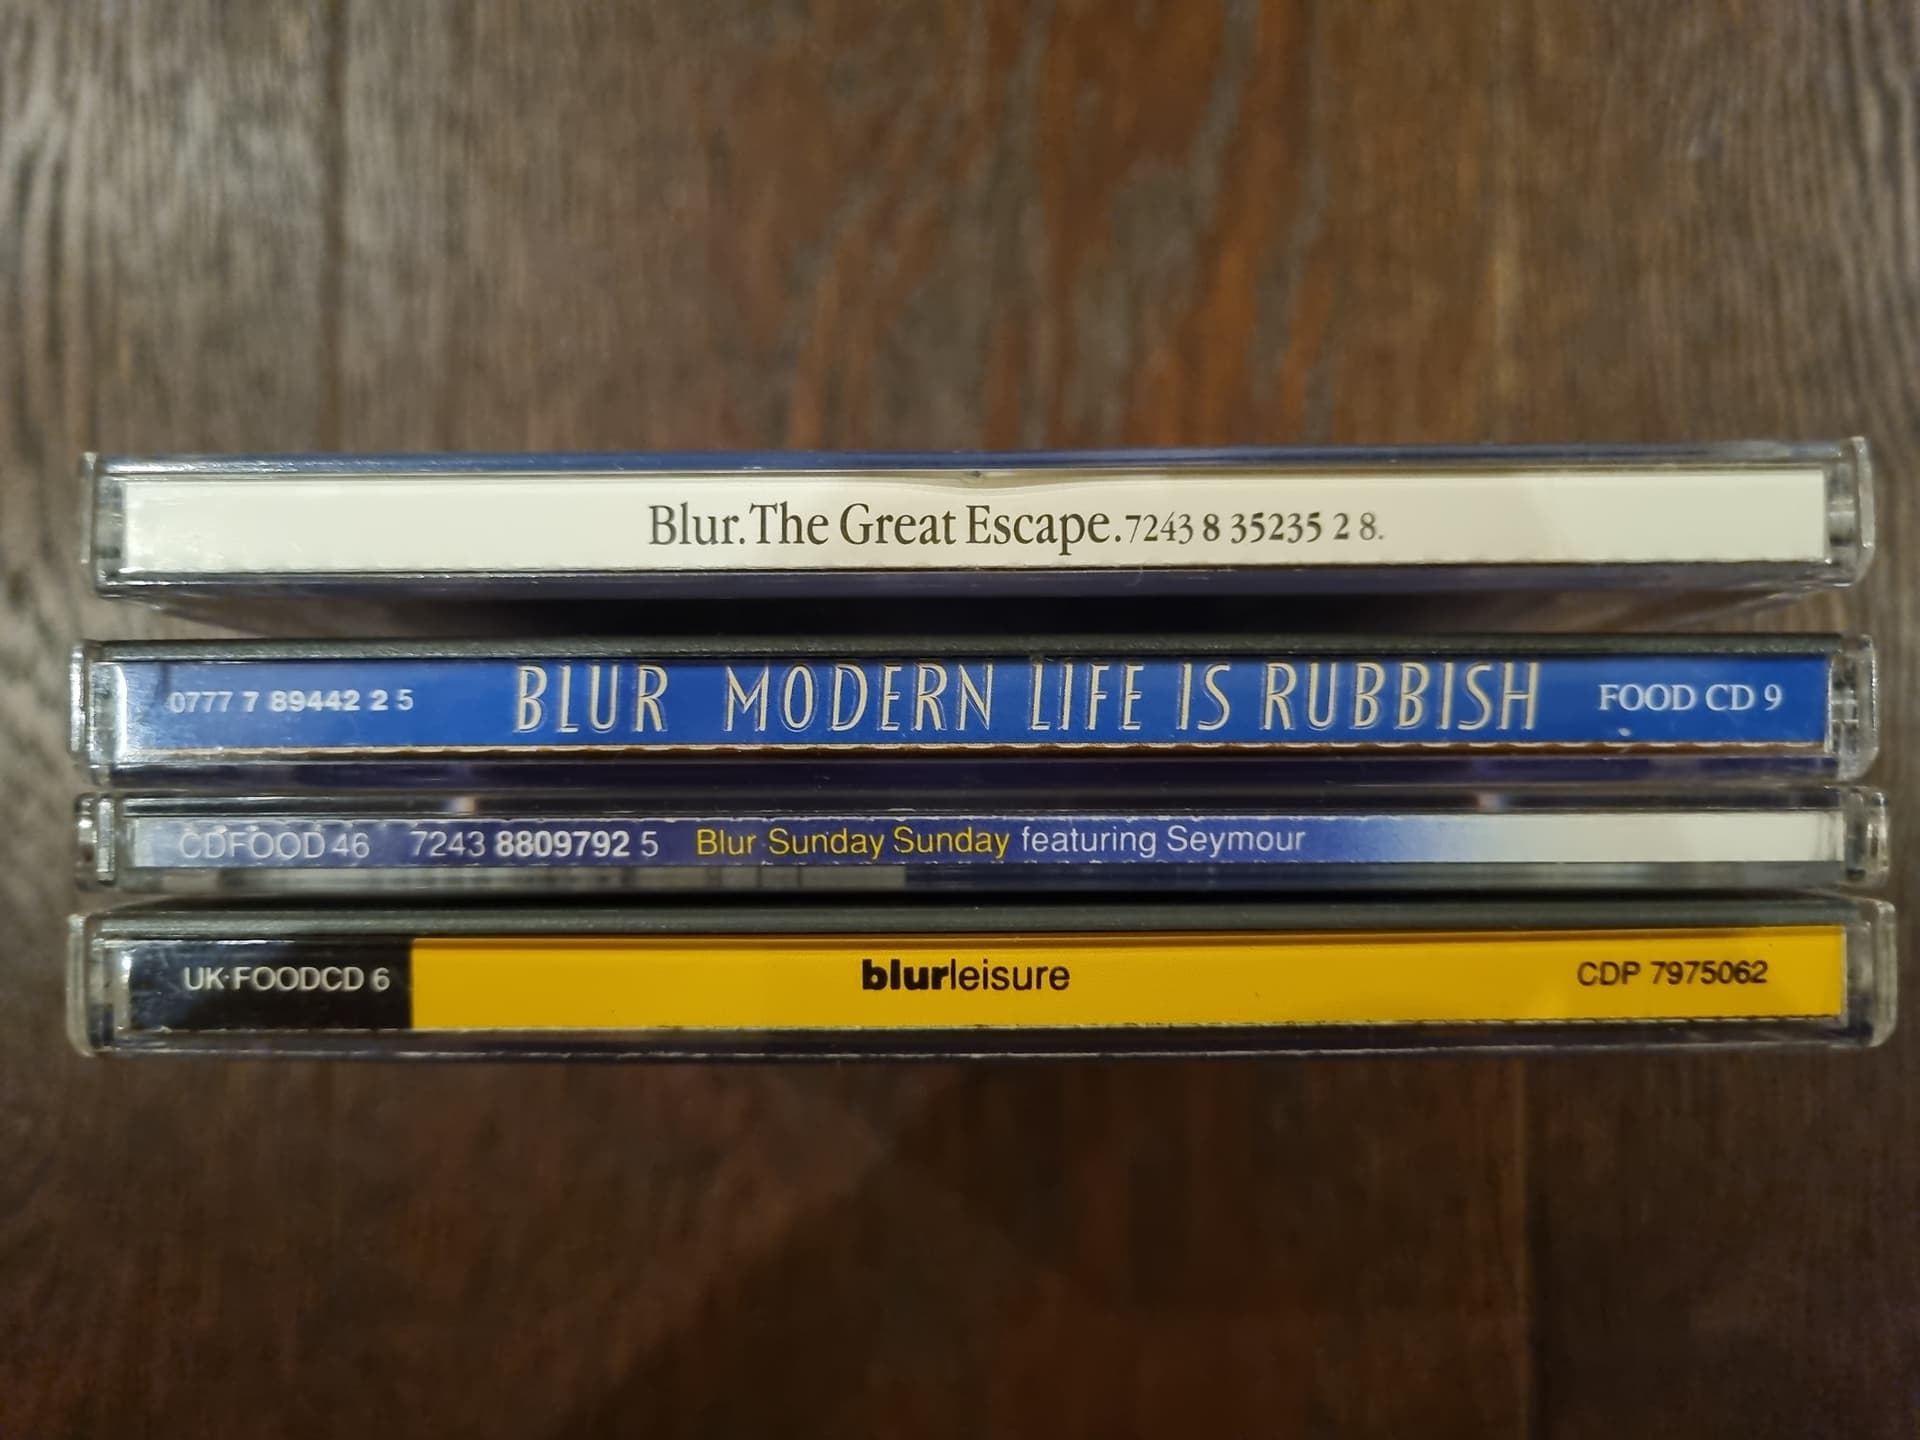 Blur.The Great Escape.7243 8 35235 2 8.
0777 7 89442 2 5 BLUR MODERN LIFE IS RUBBISH FOOD CD 9
CDFOOD 46 7243 8809792 5 Blur Sunday Sunday featuring Seymour
UK·FOODCD 6 blurleisure CDP 7975062